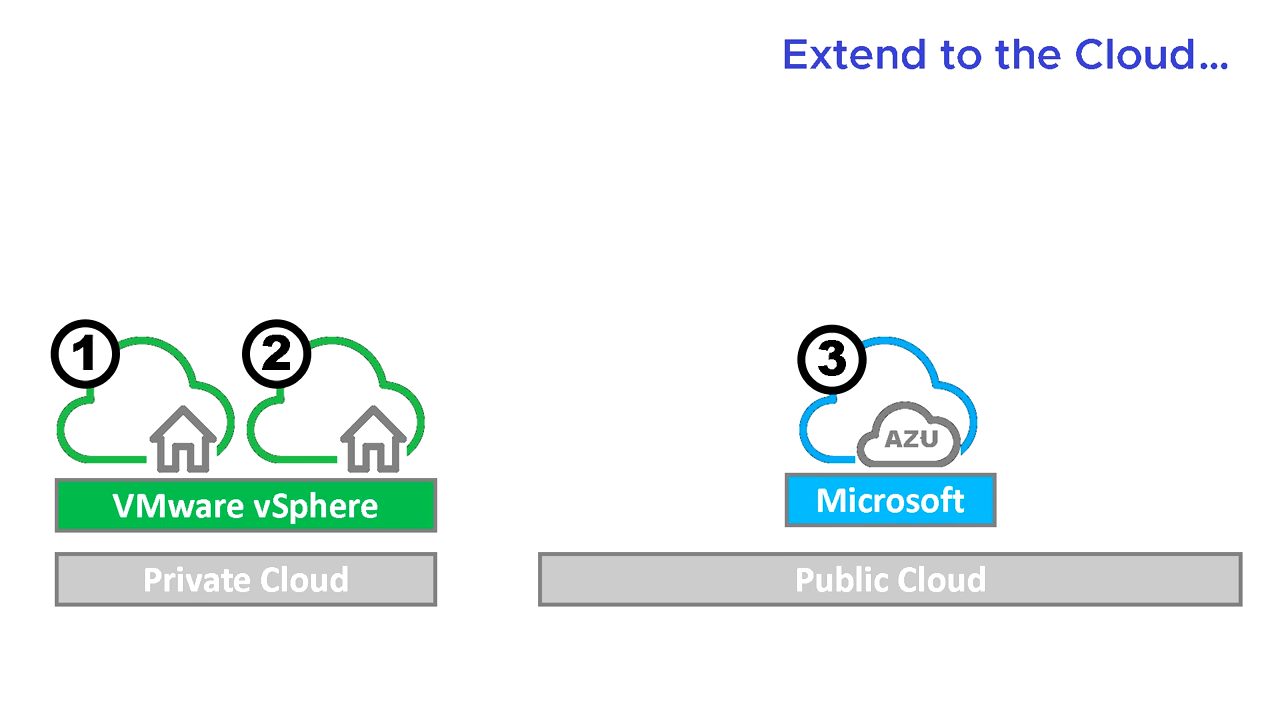 Extend to the Cloud...
1
2
3
AZU
VMware vSphere
Microsoft
Private Cloud
Public Cloud